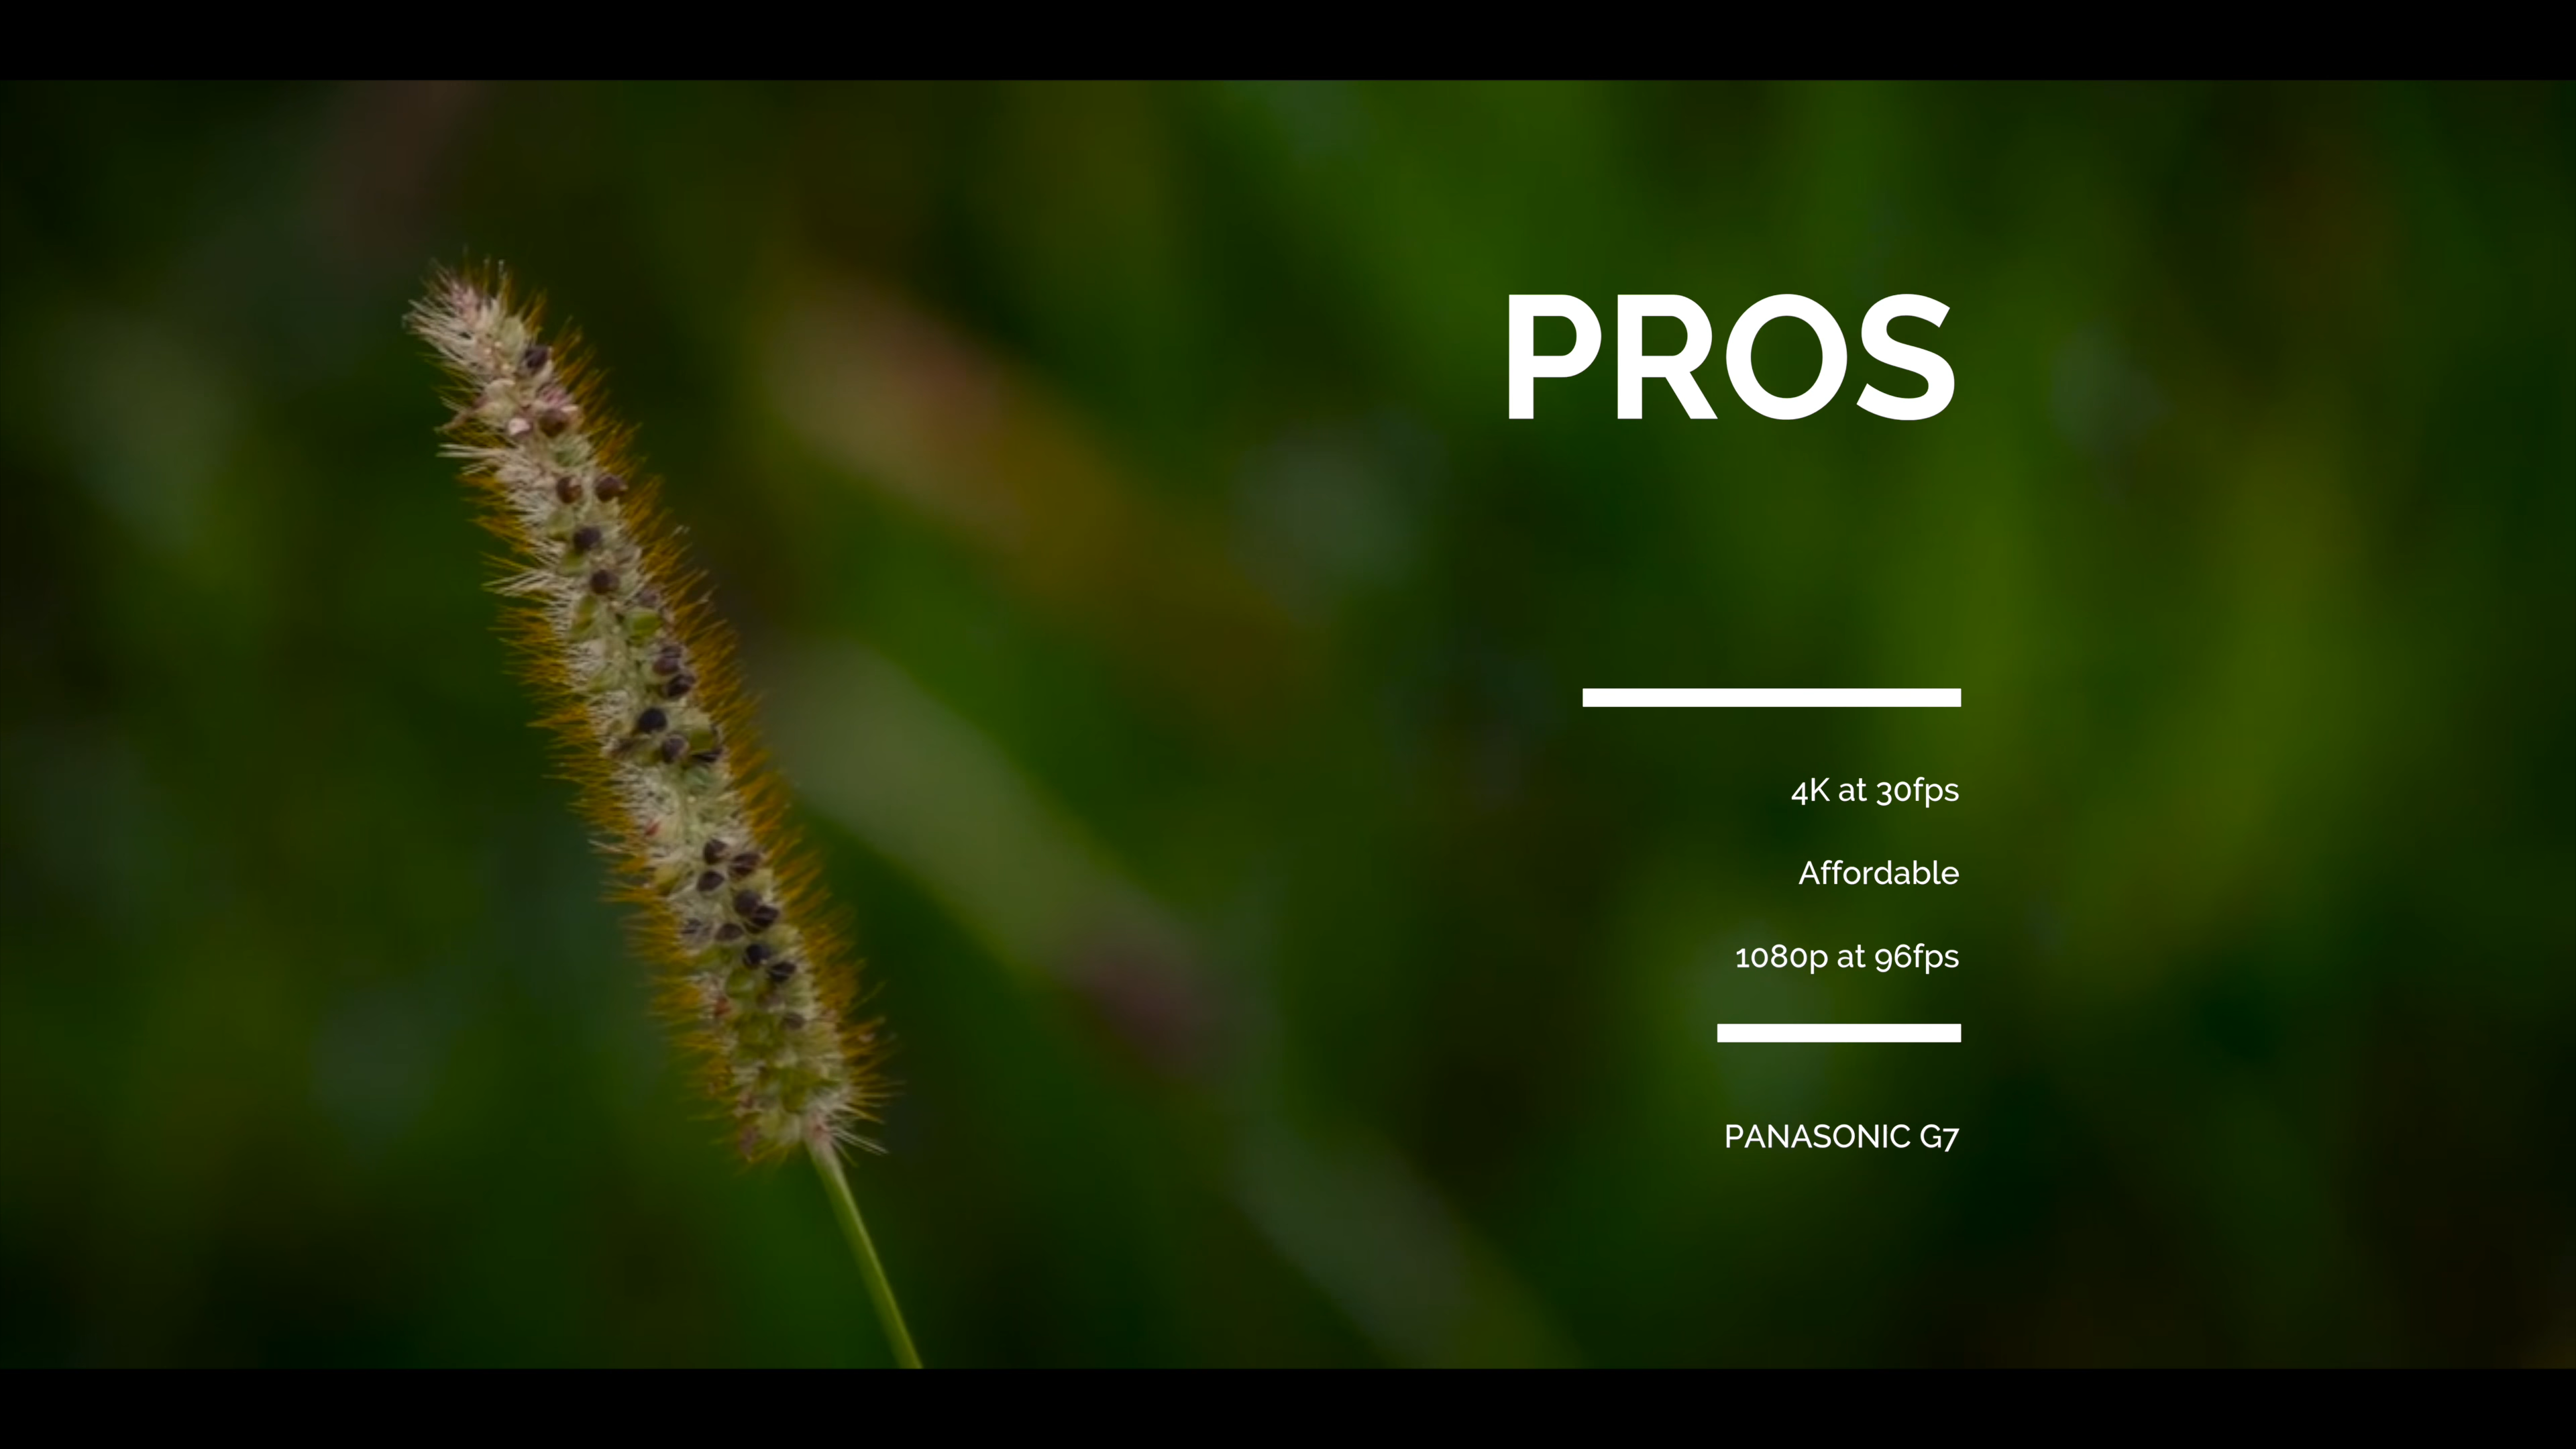 PROS
4K at 30fps
Affordable
1080p at 96fps
PANASONIC G7